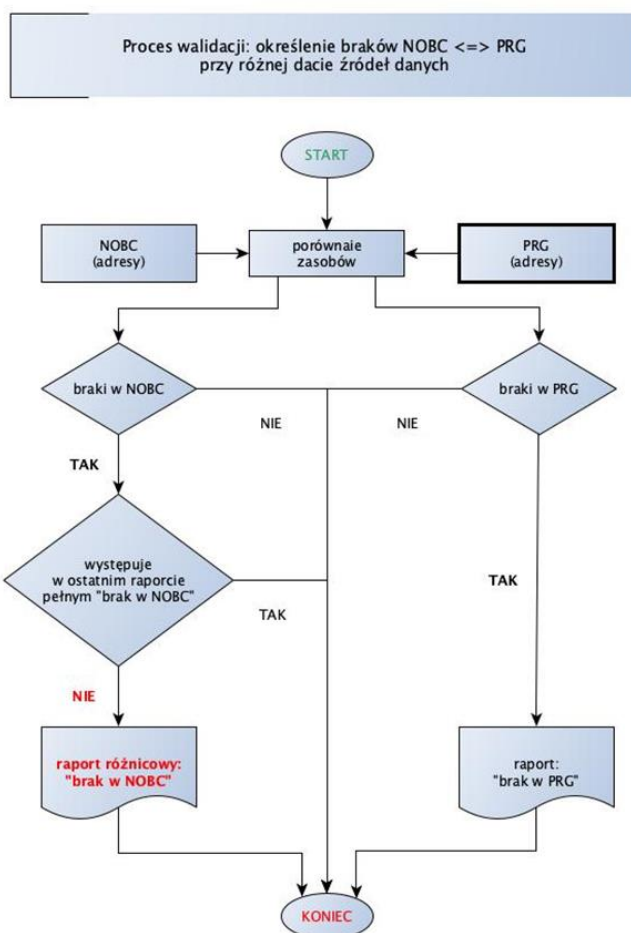 Proces walidacji: określenie braków NOBC <=> PRG
przy różnej dacie źródeł danych
START
NOBC
(adresy)
porównaie
zasobów
PRG
(adresy)
braki w NOBC
braki w PRG
NIE
NIE
TAK
występuje
w ostatnim raporcie
pełnym "brak w NOBC"
TAK
TAK
NIE
raport różnicowy:
"brak w NOBC"
raport:
"brak w PRG"
KONIEC